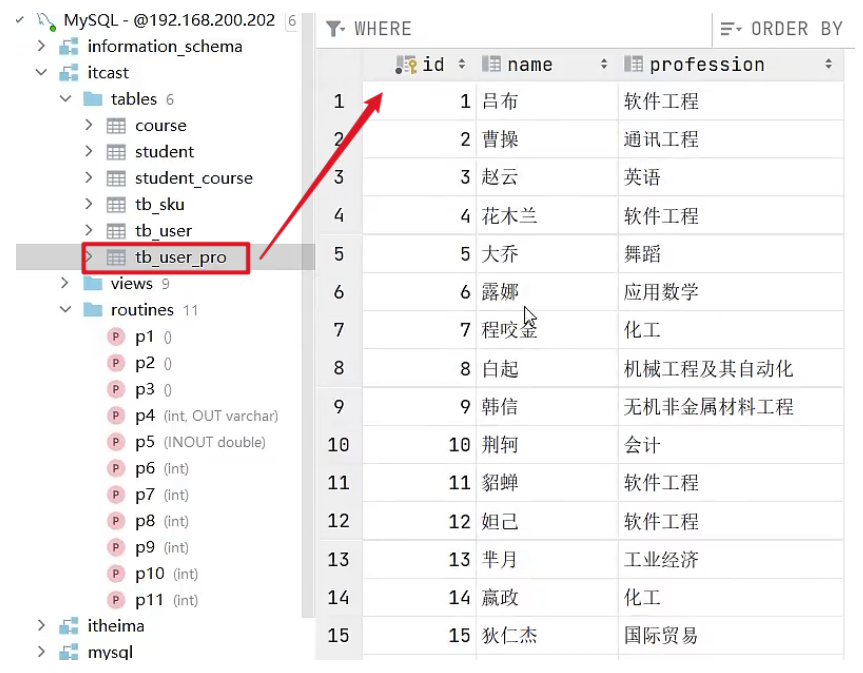 MySQL - @192.168.200.202 6
information_schema
itcast
tables 6
course
student
student_course
tb_sku
tb_user
tb_user_pro
views 9
routines 11
P p1 ()
P p2 ()
P p3 ()
P p4 (int, OUT varchar)
P p5 (INOUT double)
P p6 (int)
P p7 (int)
P p8 (int)
P p9 (int)
P p10 (int)
P p11 (int)
itheima
mysql
WHERE ORDER BY
id name profession
1 1 吕布 软件工程
2 2 曹操 通讯工程
3 3 赵云 英语
4 4 花木兰 软件工程
5 5 大乔 舞蹈
6 6 露娜 应用数学
7 7 程咬金 化工
8 8 白起 机械工程及其自动化
9 9 韩信 无机非金属材料工程
10 10 荆轲 会计
11 11 貂蝉 软件工程
12 12 妲己 软件工程
13 13 芈月 工业经济
14 14 嬴政 化工
15 15 狄仁杰 国际贸易